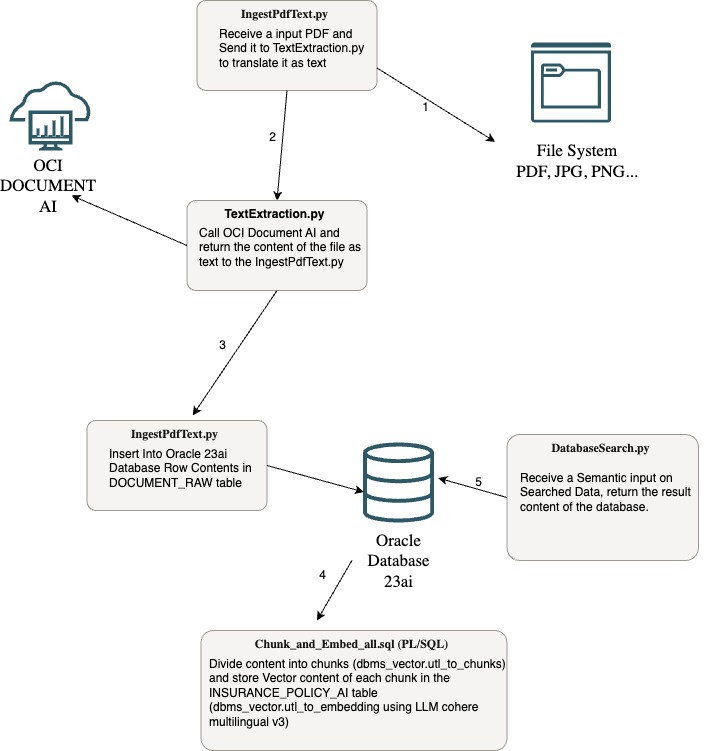 IngestPdfText.py
Receive a input PDF and
Send it to TextExtraction.py
to translate it as text
1
2
File System
PDF, JPG, PNG...
OCI
DOCUMENT
AI
TextExtraction.py
Call OCI Document AI and
return the content of the file as
text to the IngestPdfText.py
3
IngestPdfText.py
Insert Into Oracle 23ai
Database Row Contents in
DOCUMENT_RAW table
DatabaseSearch.py
Receive a Semantic input on
Searched Data, return the result
content of the database.
5
Oracle
Database
23ai
4
Chunk_and_Embed_all.sql (PL/SQL)
Divide content into chunks (dbms_vector.utl_to_chunks)
and store Vector content of each chunk in the
INSURANCE_POLICY_AI table
(dbms_vector.utl_to_embedding using LLM cohere
multilingual v3)